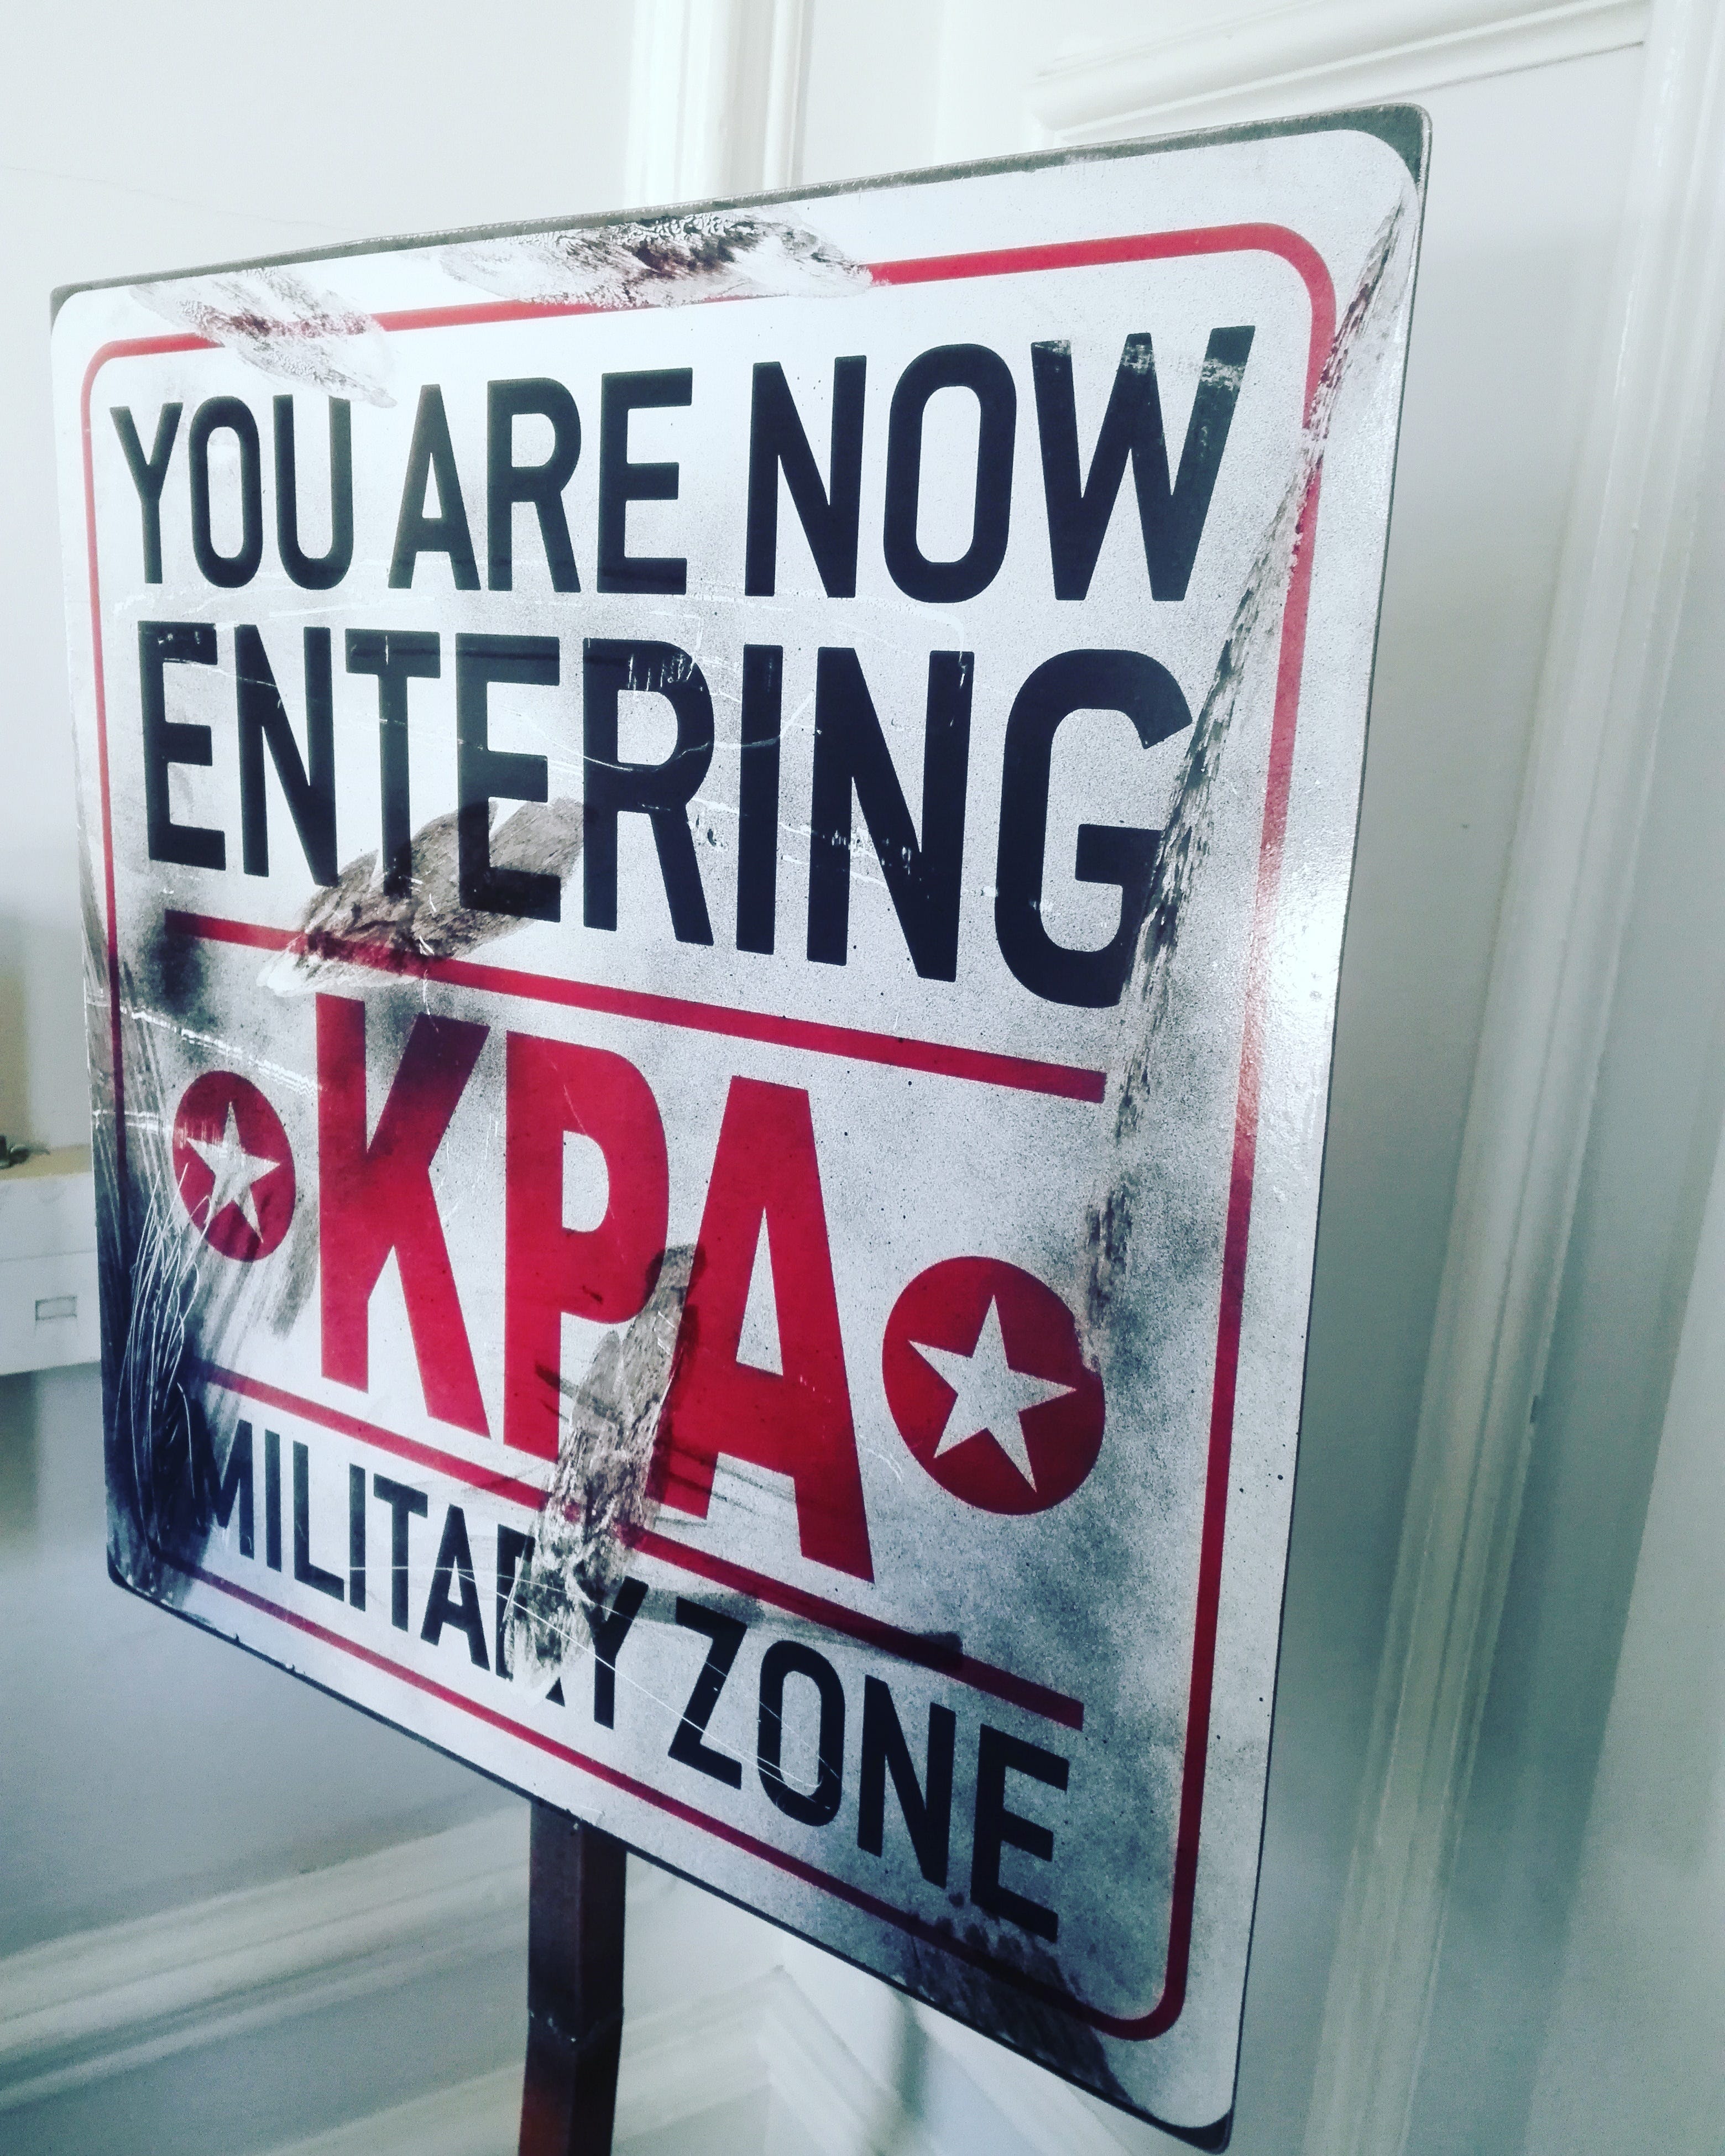 YOU ARE NOW
ENTERING
KPA
MILITARY ZONE